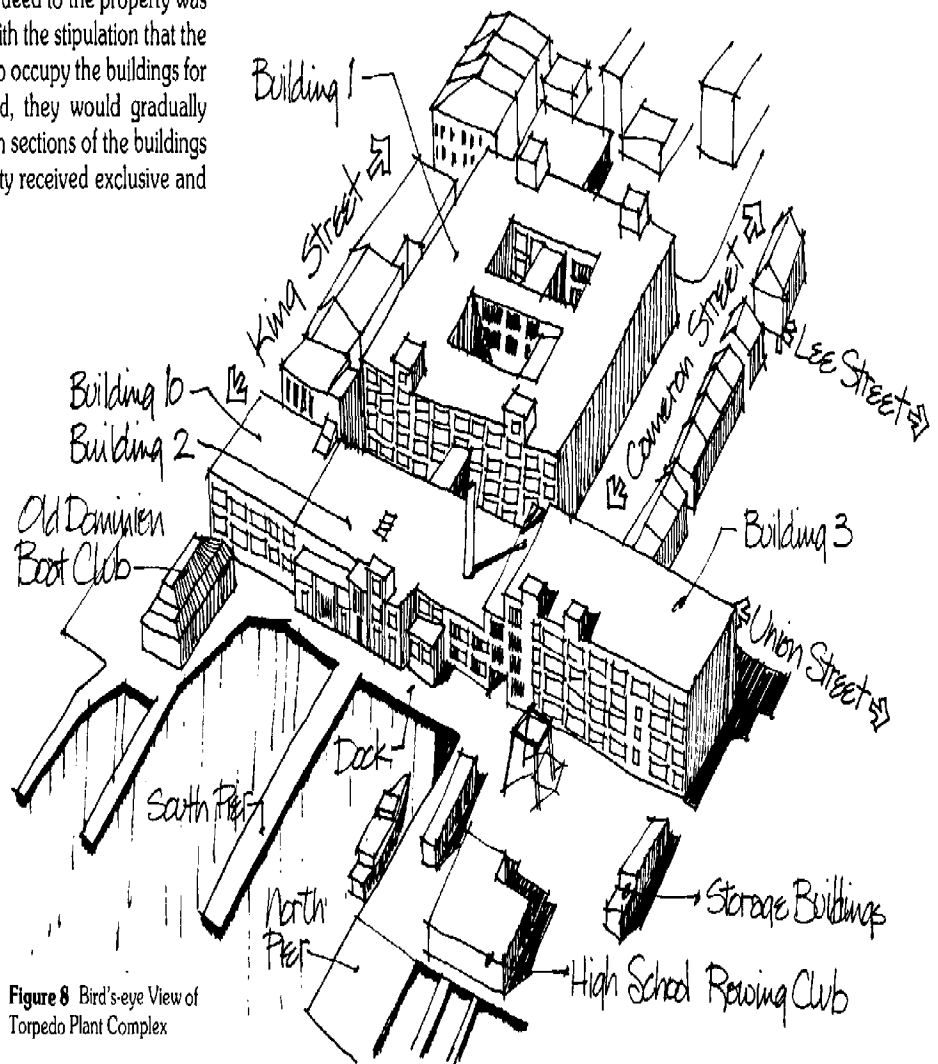 deed to the property was
ith the stipulation that the
o occupy the buildings for
d, they would gradually
n sections of the buildings
ty received exclusive and
Building 1
King Street
Cameron Street
Lee Street
Building 10
Building 2
Old Dominion
Boat Club
Building 3
Union Street
Dock
South Pier
North
Pier
Storage Buildings
High School Rowing Club
Figure 8 Bird's-eye View of
Torpedo Plant Complex